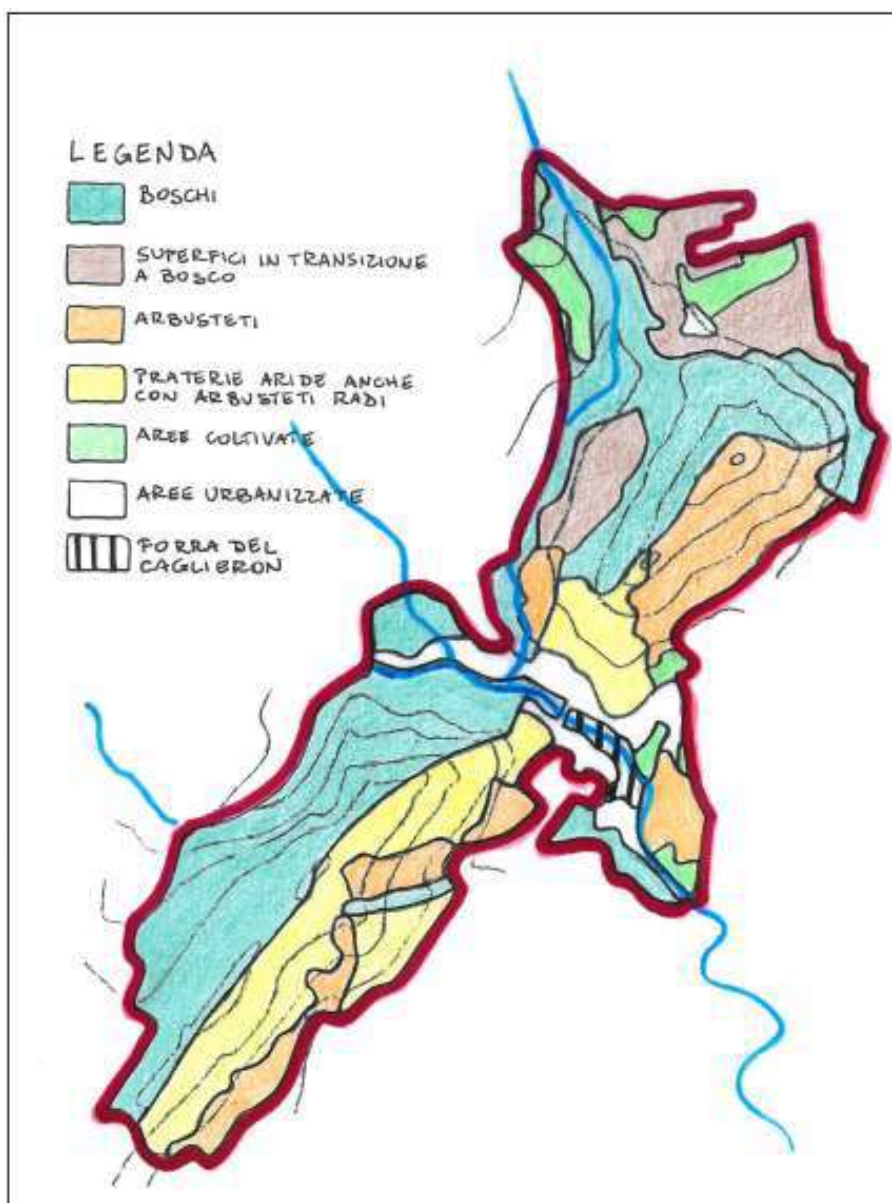 LEGENDA
BOSCHI
SUPERFICI IN TRANSIZIONE
A BOSCO
ARBUSTETI
PRATERIE ARIDE ANCHE
CON ARBUSTETI RADI
AREE COLTIVATE
AREE URBANIZZATE
FORRA DEL
CAGLIERON